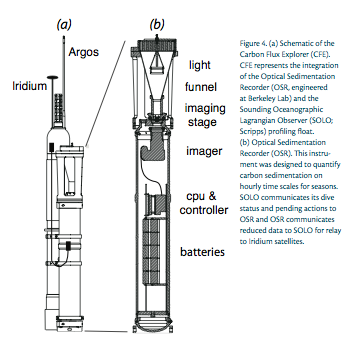 (a)
(b)
Argos
Iridium
light
funnel
imaging
stage
imager
cpu &
controller
batteries
Figure 4. (a) Schematic of the
Carbon Flux Explorer (CFE).
CFE represents the integration
of the Optical Sedimentation
Recorder (OSR, engineered
at Berkeley Lab) and the
Sounding Oceanographic
Lagrangian Observer (SOLO;
Scripps) profiling float.
(b) Optical Sedimentation
Recorder (OSR). This instru-
ment was designed to quantify
carbon sedimentation on
hourly time scales for seasons.
SOLO communicates its dive
status and pending actions to
OSR and OSR communicates
reduced data to SOLO for relay
to Iridium satellites.